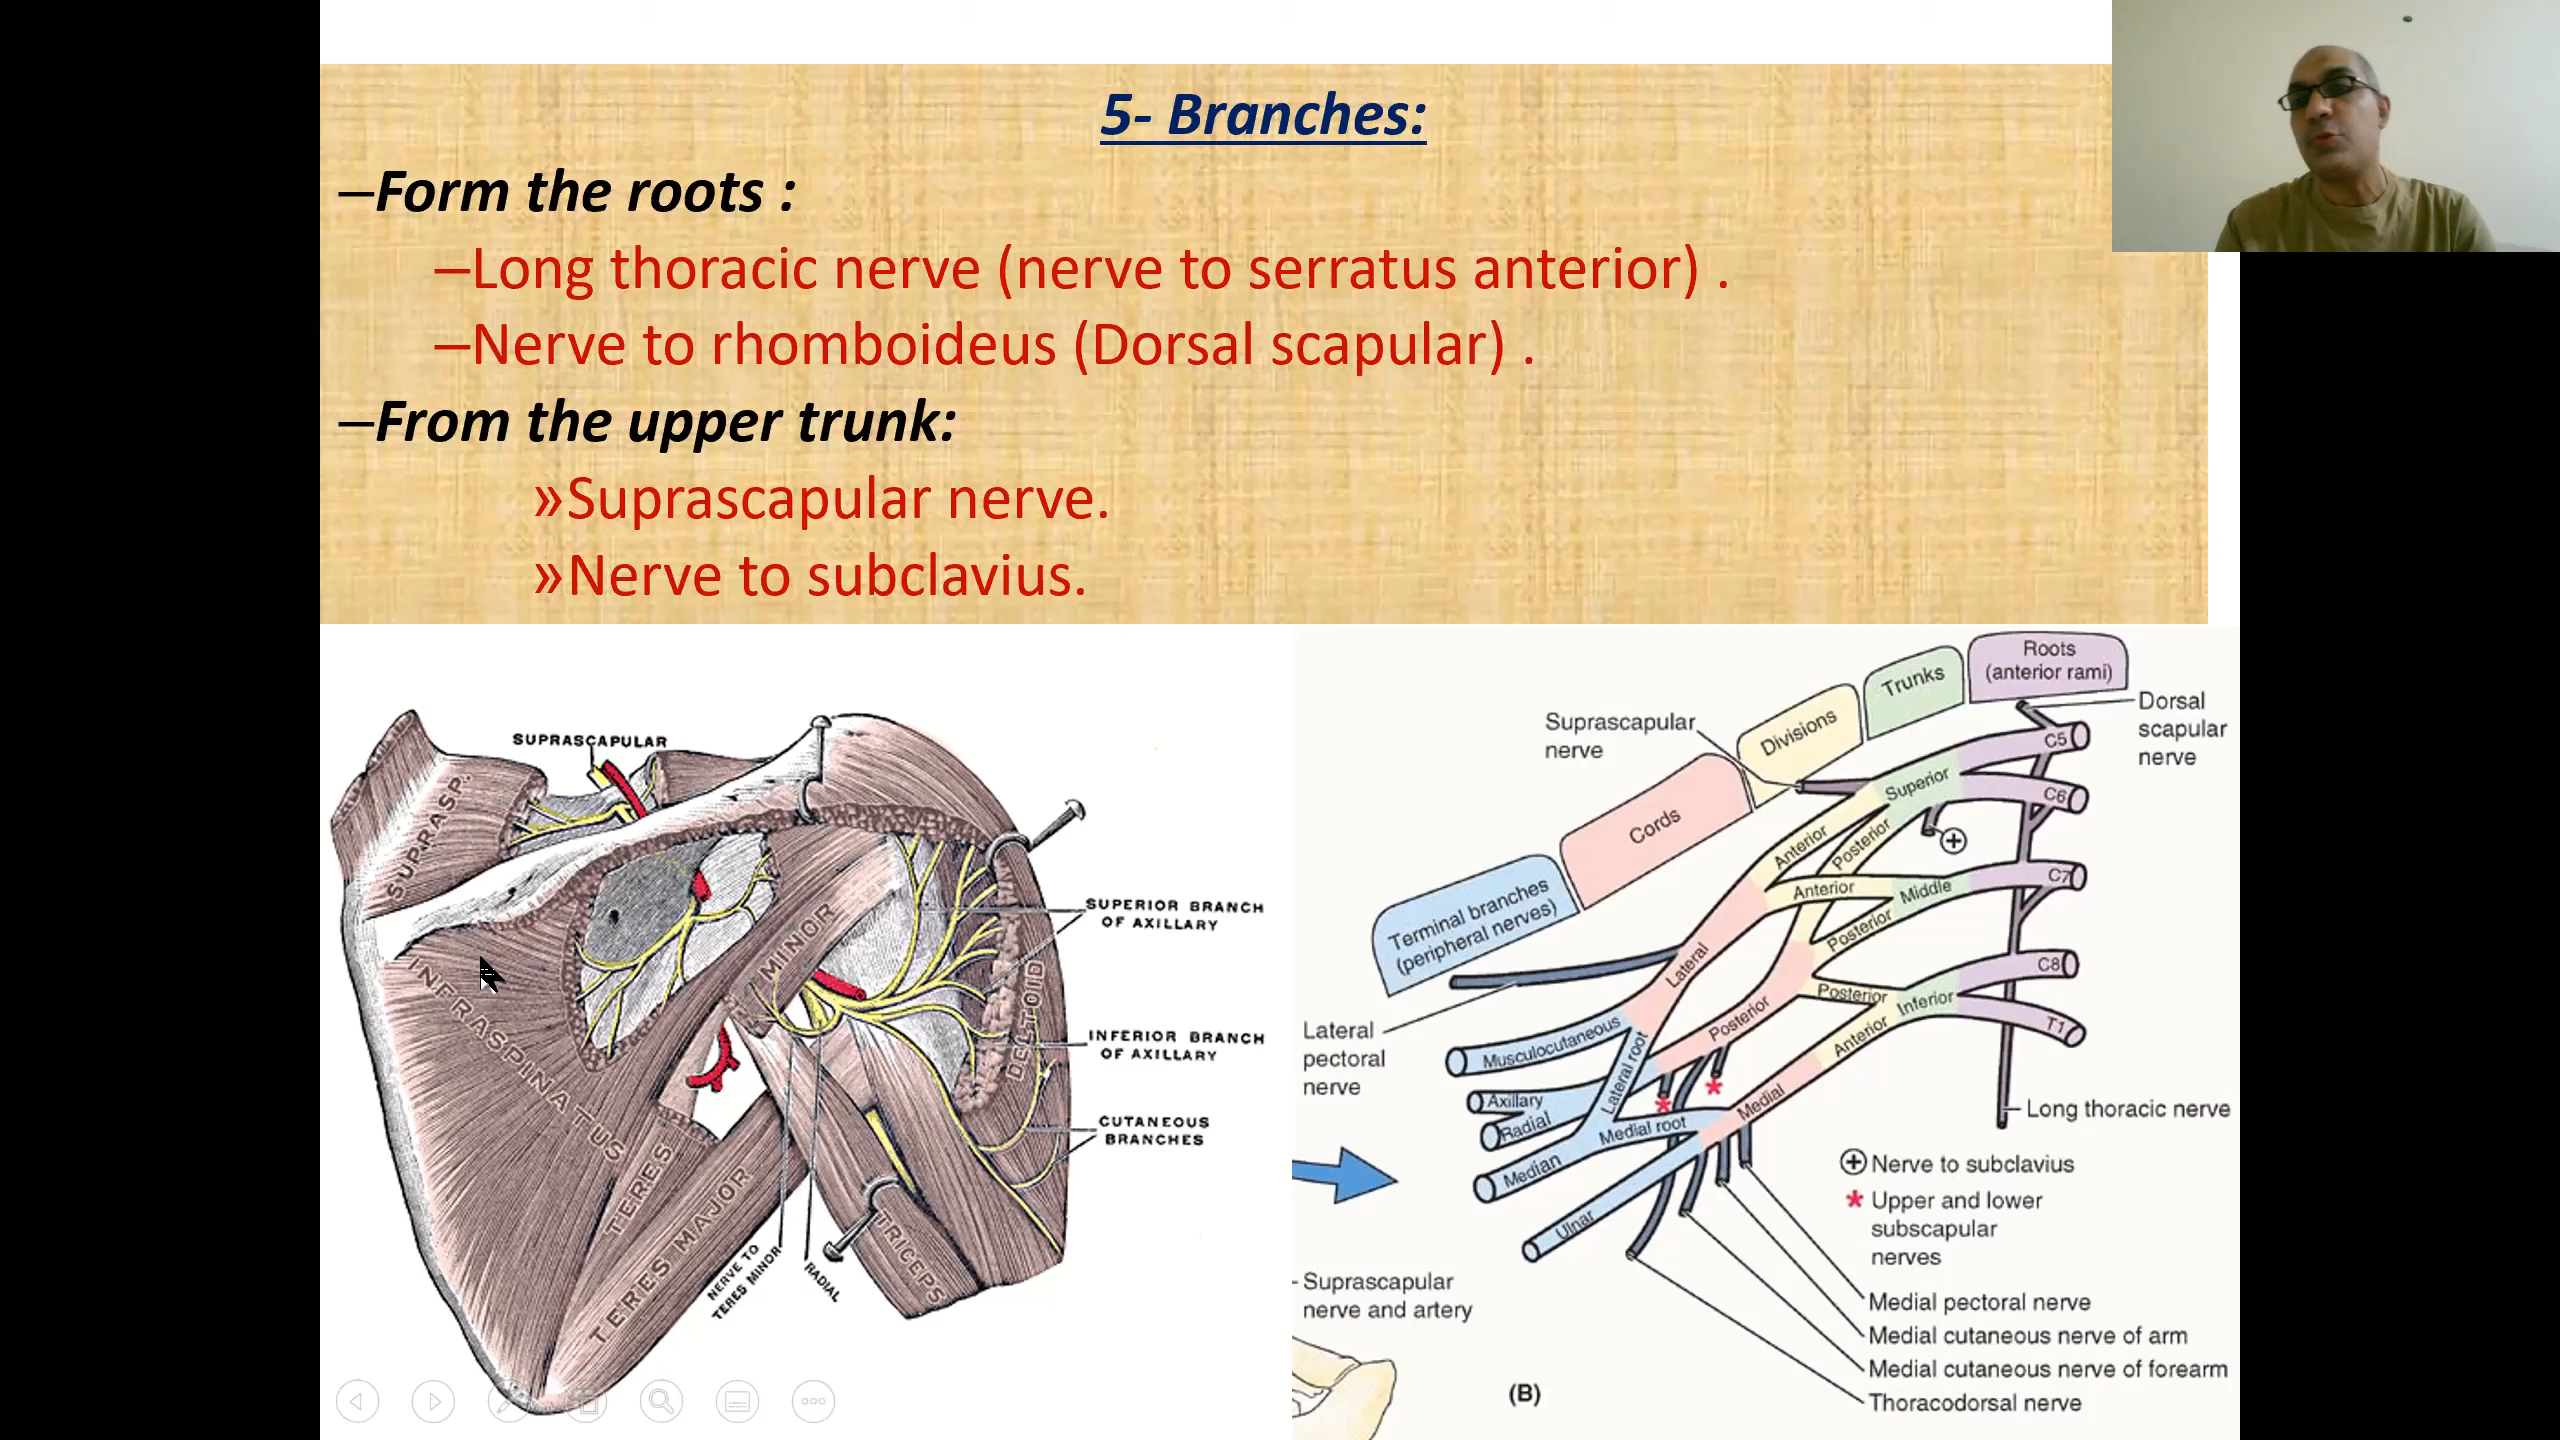 5- Branches:
–Form the roots :
–Long thoracic nerve (nerve to serratus anterior) .
–Nerve to rhomboideus (Dorsal scapular) .
–From the upper trunk:
»Suprascapular nerve.
»Nerve to subclavius.
SUPRASCAPULAR
SUPRASP.
INFRASPINATUS
MINOR
TERES
TERES MAJOR
DELTOID
TRICEPS
SUPERIOR BRANCH
OF AXILLARY
INFERIOR BRANCH
OF AXILLARY
CUTANEOUS
BRANCHES
NERVE TO
TERES MINOR
RADIAL
Roots
(anterior rami)
Trunks
Divisions
Cords
Terminal branches
(peripheral nerves)
Suprascapular
nerve
Dorsal
scapular
nerve
C5
C6
C7
C8
T1
Superior
Middle
Inferior
Anterior
Posterior
Anterior
Posterior
Posterior
Anterior
Lateral
Posterior
Medial
Lateral root
Medial root
Musculocutaneous
Axillary
Radial
Median
Ulnar
Lateral
pectoral
nerve
Long thoracic nerve
Nerve to subclavius
* Upper and lower
subscapular
nerves
Medial pectoral nerve
Medial cutaneous nerve of arm
Medial cutaneous nerve of forearm
Thoracodorsal nerve
Suprascapular
nerve and artery
(B)